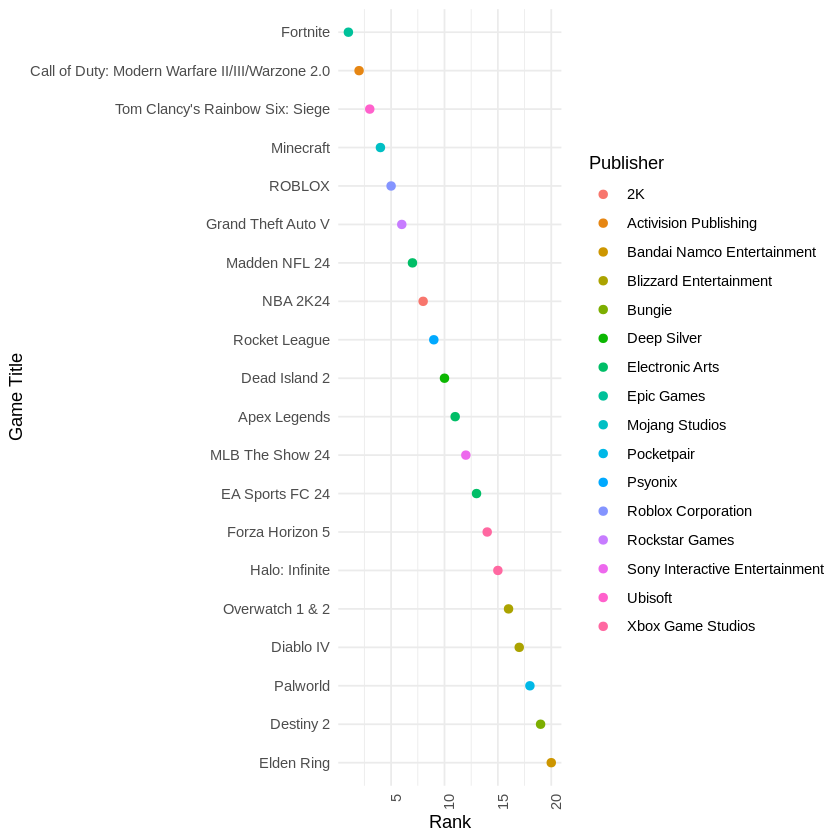 Fortnite
Call of Duty: Modern Warfare II/III/Warzone 2.0
Tom Clancy's Rainbow Six: Siege
Minecraft
ROBLOX
Grand Theft Auto V
Madden NFL 24
NBA 2K24
Rocket League
Dead Island 2
Apex Legends
MLB The Show 24
EA Sports FC 24
Forza Horizon 5
Halo: Infinite
Overwatch 1 & 2
Diablo IV
Palworld
Destiny 2
Elden Ring
Game Title
5
10
15
20
Rank
Publisher
2K
Activision Publishing
Bandai Namco Entertainment
Blizzard Entertainment
Bungie
Deep Silver
Electronic Arts
Epic Games
Mojang Studios
Pocketpair
Psyonix
Roblox Corporation
Rockstar Games
Sony Interactive Entertainment
Ubisoft
Xbox Game Studios